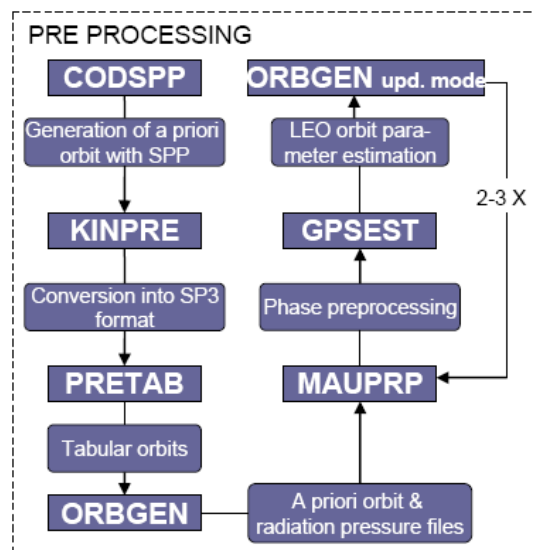 PRE PROCESSING
CODSPP
Generation of a priori
orbit with SPP
KINPRE
Conversion into SP3
format
PRETAB
Tabular orbits
ORBGEN
A priori orbit &
radiation pressure files
MAUPRP
Phase preprocessing
GPSEST
LEO orbit para-
meter estimation
ORBGEN upd. mode
2-3 X